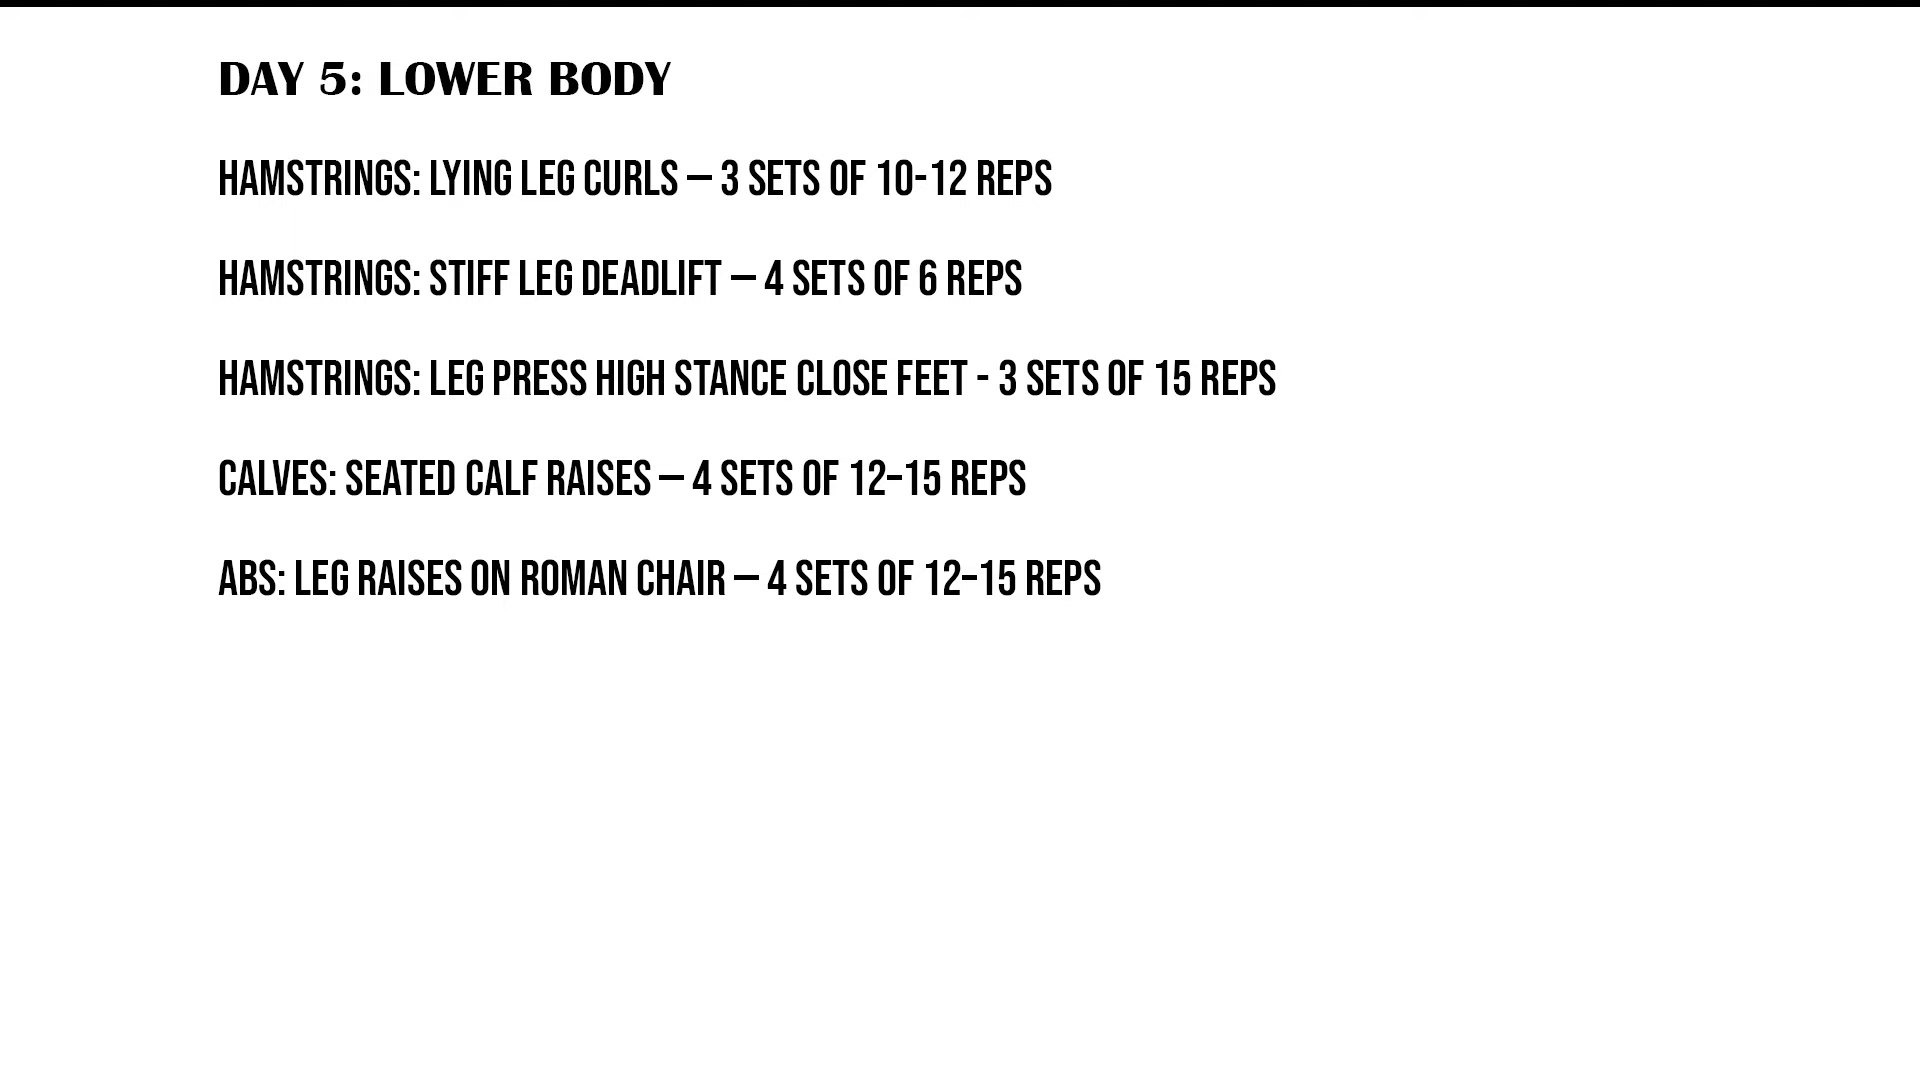 DAY 5: LOWER BODY
HAMSTRINGS: LYING LEG CURLS — 3 SETS OF 10-12 REPS
HAMSTRINGS: STIFF LEG DEADLIFT — 4 SETS OF 6 REPS
HAMSTRINGS: LEG PRESS HIGH STANCE CLOSE FEET - 3 SETS OF 15 REPS
CALVES: SEATED CALF RAISES — 4 SETS OF 12–15 REPS
ABS: LEG RAISES ON ROMAN CHAIR — 4 SETS OF 12–15 REPS